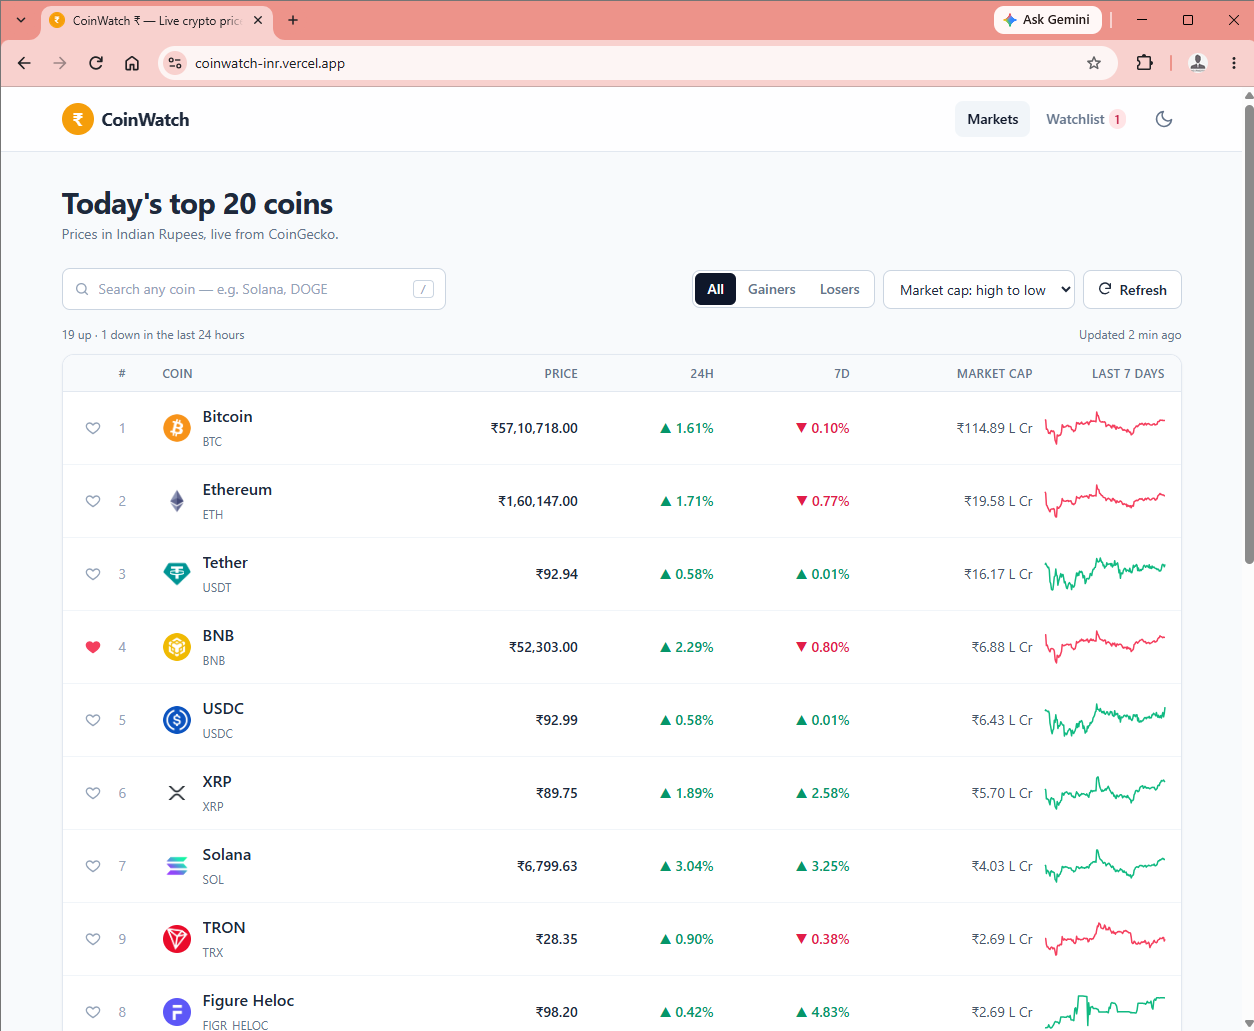 CoinWatch ₹ — Live crypto pric
Ask Gemini
coinwatch-inr.vercel.app
₹ CoinWatch
Markets
Watchlist 1
Today's top 20 coins
Prices in Indian Rupees, live from CoinGecko.
Search any coin — e.g. Solana, DOGE /
All Gainers Losers
Market cap: high to low
Refresh
19 up · 1 down in the last 24 hours
Updated 2 min ago
# COIN PRICE 24H 7D MARKET CAP LAST 7 DAYS
1 Bitcoin BTC ₹57,10,718.00 ▲ 1.61% ▼ 0.10% ₹114.89 L Cr
2 Ethereum ETH ₹1,60,147.00 ▲ 1.71% ▼ 0.77% ₹19.58 L Cr
3 Tether USDT ₹92.94 ▲ 0.58% ▲ 0.01% ₹16.17 L Cr
4 BNB BNB ₹52,303.00 ▲ 2.29% ▼ 0.80% ₹6.88 L Cr
5 USDC USDC ₹92.99 ▲ 0.58% ▲ 0.01% ₹6.43 L Cr
6 XRP XRP ₹89.75 ▲ 1.89% ▲ 2.58% ₹5.70 L Cr
7 Solana SOL ₹6,799.63 ▲ 3.04% ▲ 3.25% ₹4.03 L Cr
9 TRON TRX ₹28.35 ▲ 0.90% ▼ 0.38% ₹2.69 L Cr
8 Figure Heloc FIGR_HELOC ₹98.20 ▲ 0.42% ▲ 4.83% ₹2.69 L Cr